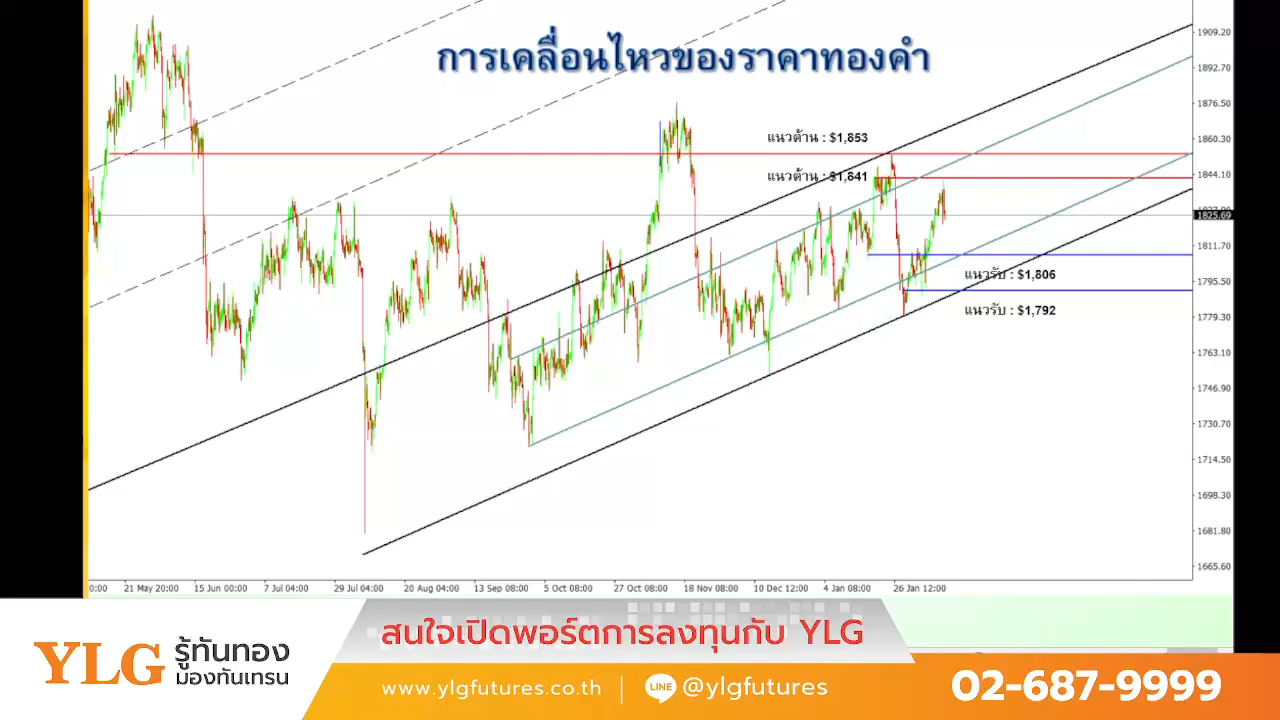 การเคลื่อนไหวของราคาทองคำ
แนวต้าน : $1,853
แนวต้าน : $1,841
แนวรับ : $1,806
แนวรับ : $1,792
1909.20
1892.70
1876.50
1860.30
1844.10
1825.69
1811.70
1795.50
1779.30
1763.10
1746.90
1730.70
1714.50
1698.30
1681.80
1665.60
0:00 21 May 20:00 15 Jun 00:00 7 Jul 04:00 29 Jul 04:00 20 Aug 04:00 13 Sep 08:00 5 Oct 08:00 27 Oct 08:00 18 Nov 08:00 10 Dec 12:00 4 Jan 08:00 26 Jan 12:00
YLG รู้ทันทอง
มองทันเทรน
สนใจเปิดพอร์ตการลงทุนกับ YLG
www.ylgfutures.co.th | LINE @ylgfutures
02-687-9999